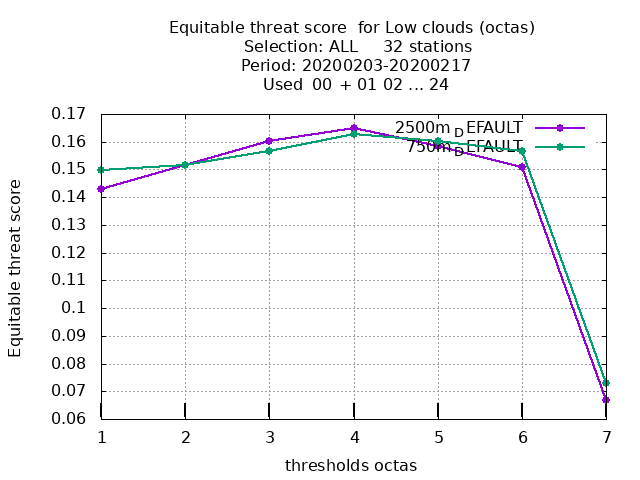 Equitable threat score for Low clouds (octas)
Selection: ALL 32 stations
Period: 20200203-20200217
Used 00 + 01 02 ... 24
0.17
0.16
0.15
0.14
0.13
0.12
0.11
0.1
0.09
0.08
0.07
0.06
Equitable threat score
2500mDEFAULT
750mDEFAULT
1 2 3 4 5 6 7
thresholds octas